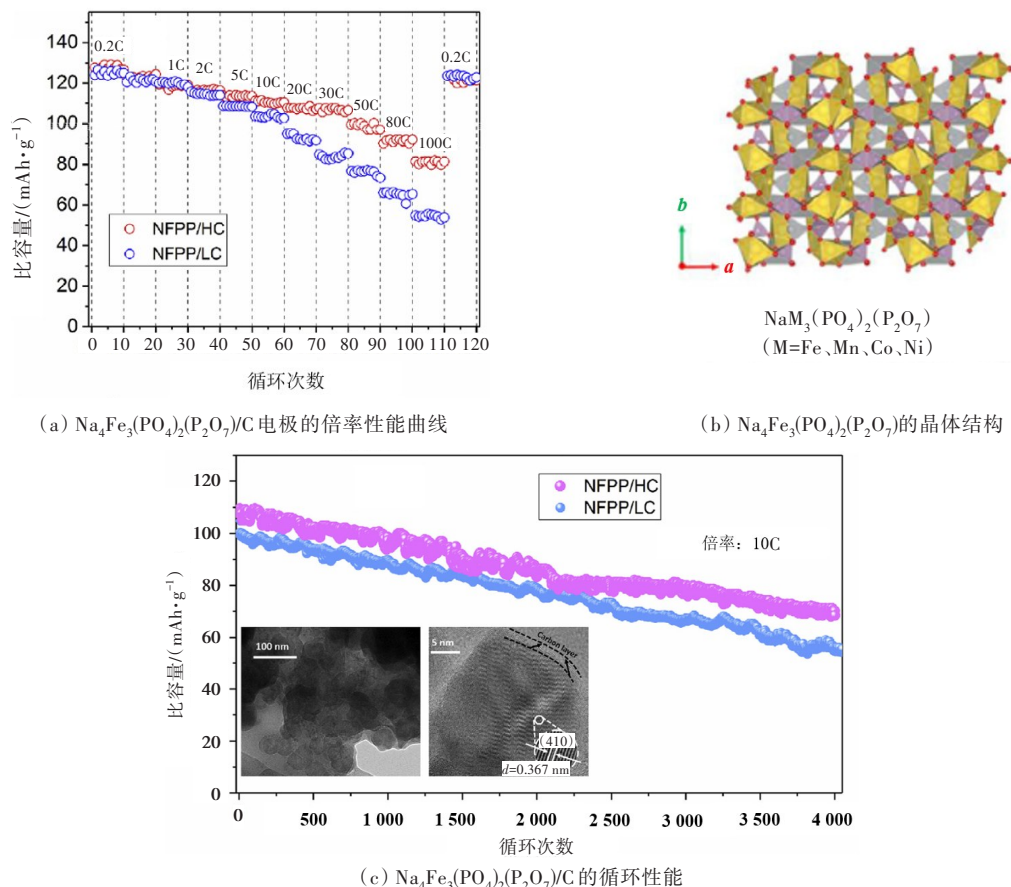 140
120
100
80
60
40
20
0
比容量/(mAh·g⁻¹)
0.2C
1C
2C
5C
10C
20C
30C
50C
80C
100C
0.2C
NFPP/HC
NFPP/LC
0 10 20 30 40 50 60 70 80 90 100 110 120
循环次数
(a) Na₄Fe₃(PO₄)₂(P₂O₇)/C电极的倍率性能曲线
b
a
NaM₃(PO₄)₂(P₂O₇)
(M=Fe、Mn、Co、Ni)
(b) Na₄Fe₃(PO₄)₂(P₂O₇)的晶体结构
120
100
80
60
40
20
0
比容量/(mAh·g⁻¹)
NFPP/HC
NFPP/LC
倍率：10C
100 nm
5 nm
Carbon layer
(410)
d=0.367 nm
0 500 1 000 1 500 2 000 2 500 3 000 3 500 4 000
循环次数
(c) Na₄Fe₃(PO₄)₂(P₂O₇)/C的循环性能